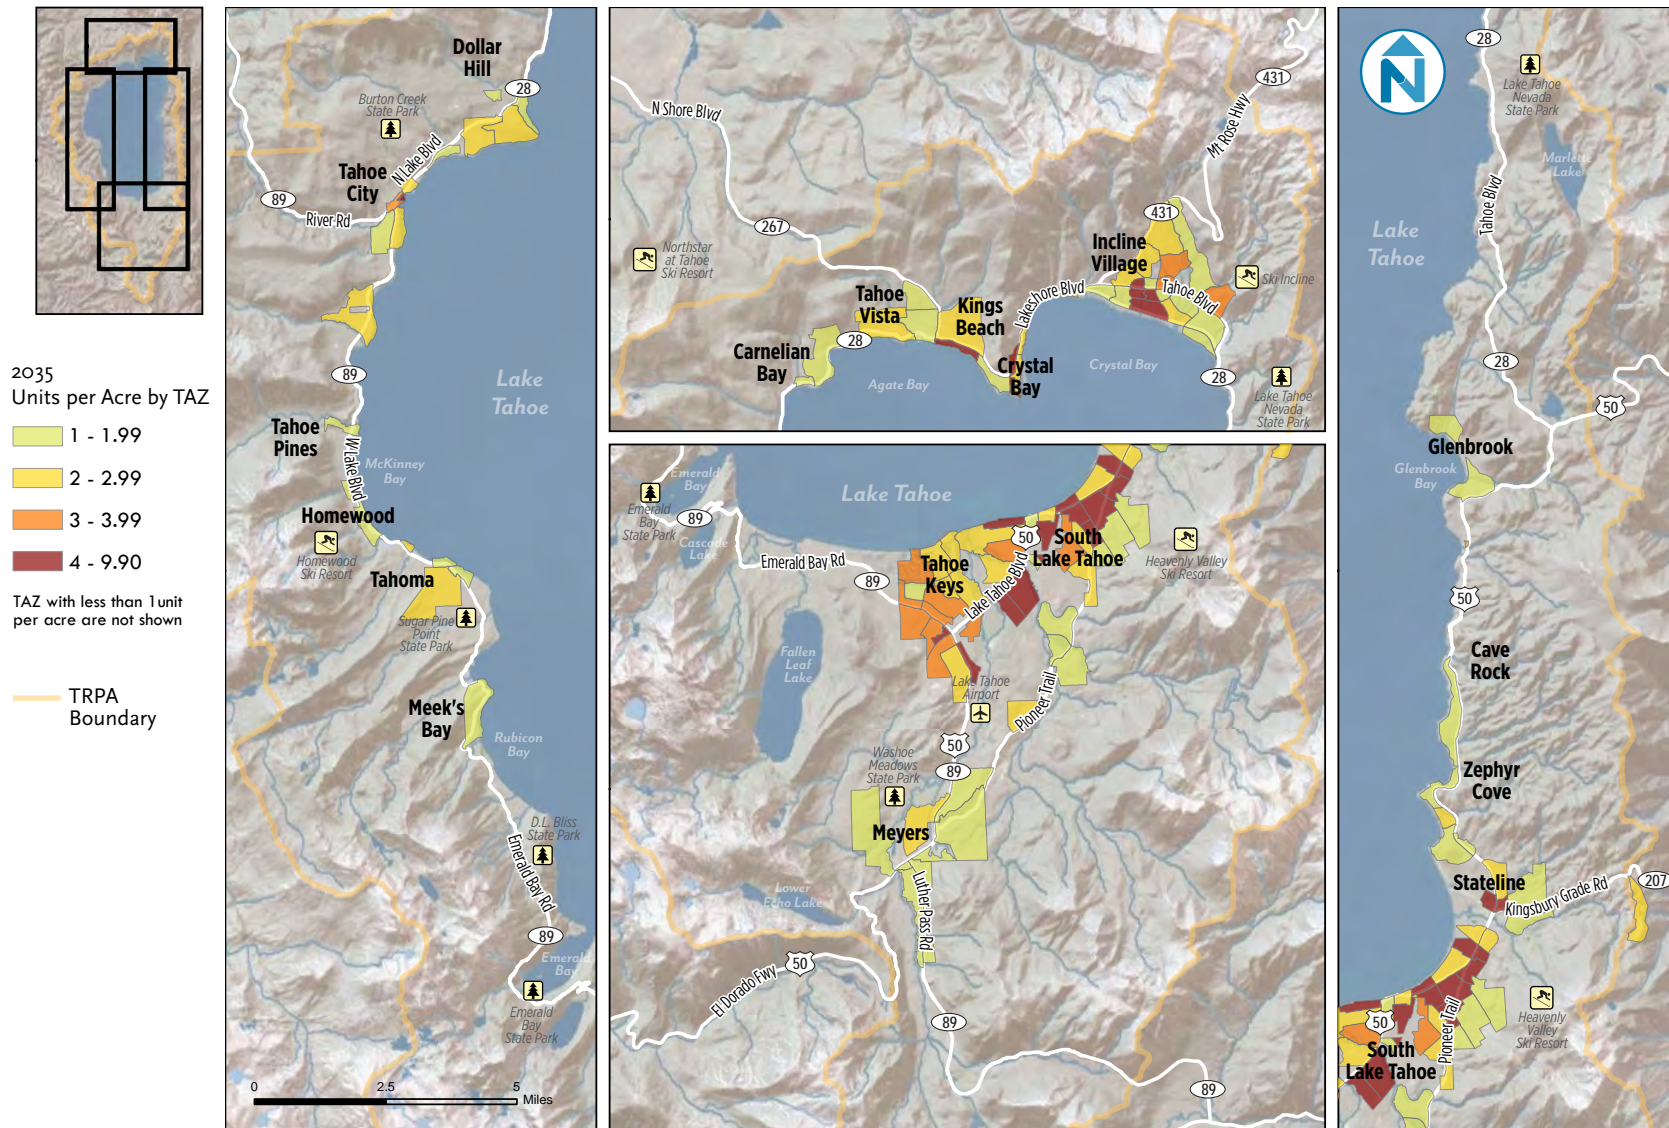 2035
Units per Acre by TAZ
1 - 1.99
2 - 2.99
3 - 3.99
4 - 9.90
TAZ with less than 1unit
per acre are not shown
TRPA
Boundary
Dollar
Hill
28
Burton Creek
State Park
N Lake Blvd
Tahoe
City
89
River Rd
89
Lake
Tahoe
Tahoe
Pines
W Lake Blvd
McKinney
Bay
Homewood
Homewood
Ski Resort
Tahoma
Sugar Pine
Point
State Park
Meek's
Bay
Rubicon
Bay
D.L. Bliss
State Park
Emerald Bay Rd
89
Emerald
Bay
Emerald
Bay
State Park
0
2.5
5
Miles
N Shore Blvd
431
Mt Rose Hwy
267
431
Northstar
at Tahoe
Ski Resort
Incline
Village
Ski Incline
Tahoe Blvd
Lakeshore Blvd
Tahoe
Vista
Kings
Beach
28
Carnelian
Bay
Crystal
Bay
Agate Bay
Crystal Bay
28
Lake Tahoe
Nevada
State Park
Emerald
Bay
Lake Tahoe
Emerald
Bay
State Park
89
Cascade
Lake
Emerald Bay Rd
89
50
South
Lake Tahoe
Heavenly Valley
Ski Resort
Tahoe
Keys
Lake Tahoe Blvd
Fallen
Leaf
Lake
Lake Tahoe
Airport
Pioneer Trail
50
89
Washoe
Meadows
State Park
Meyers
Lower
Echo Lake
Luther Pass Rd
50
El Dorado Fwy
89
89
N
28
Lake Tahoe
Nevada
State Park
Marlette
Lake
Tahoe Blvd
Lake
Tahoe
28
50
Glenbrook
Glenbrook
Bay
50
Cave
Rock
Zephyr
Cove
Stateline
207
Kingsbury Grade Rd
Heavenly
Valley
Ski Resort
50
Pioneer Trail
South
Lake Tahoe